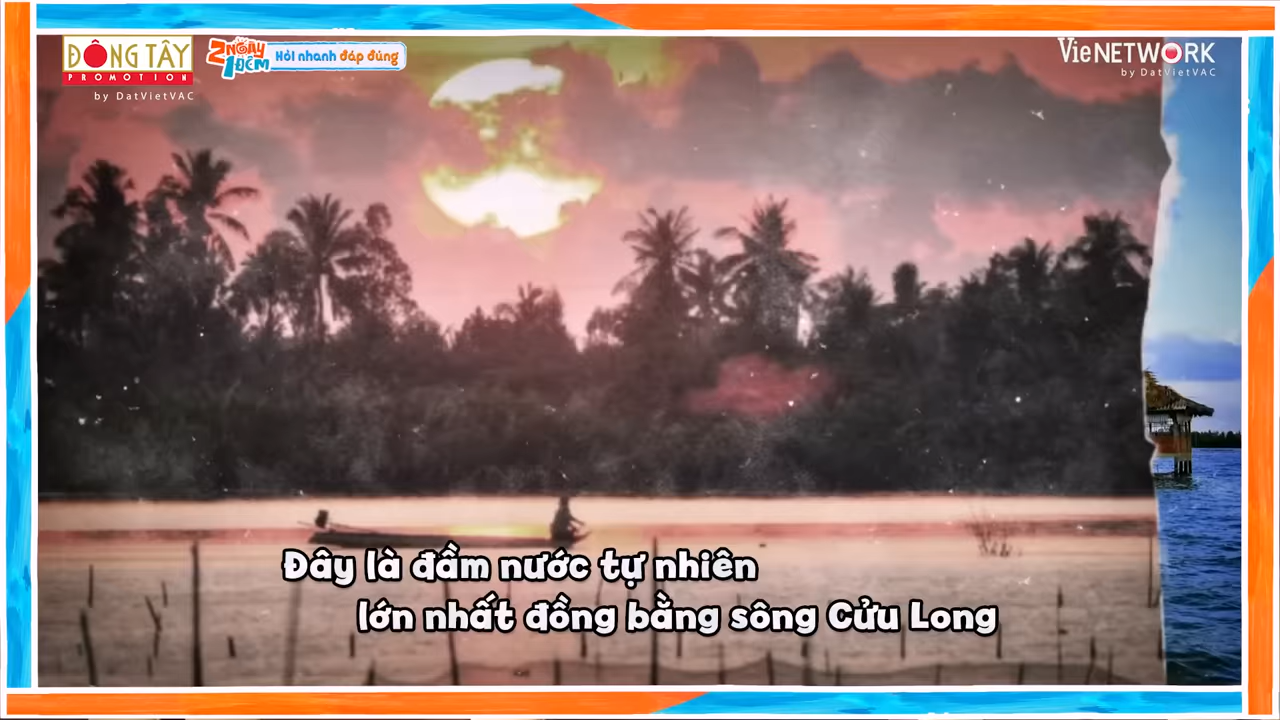 ĐÔNG TÂY
PROMOTION
by DatVietVAC
2 NGÀY 1 ĐÊM
Hỏi nhanh đáp đúng
VieNETWORK
by DatVietVAC
Đây là đầm nước tự nhiên
lớn nhất đồng bằng sông Cửu Long